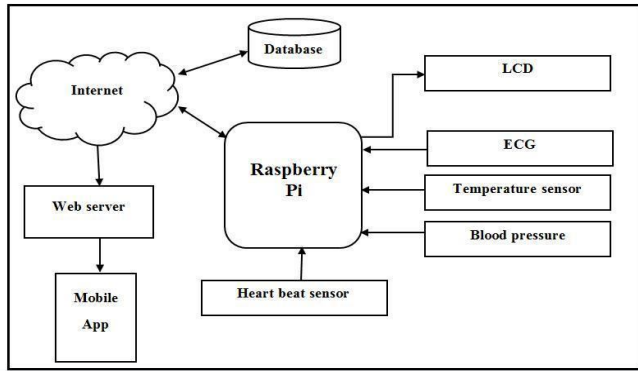 Database
Internet
LCD
ECG
Raspberry
Pi
Temperature sensor
Web server
Blood pressure
Heart beat sensor
Mobile
App